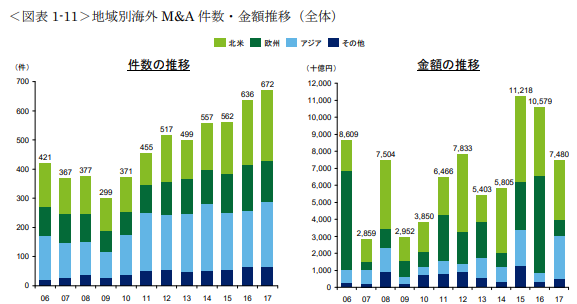 ＜図表 1-11＞地域別海外 M&A 件数・金額推移（全体）
北米 欧州 アジア その他
（件） 件数の推移
700
600
500
400
300
200
100
0
421 367 377 299 371 455 517 499 557 562 636 672
06 07 08 09 10 11 12 13 14 15 16 17
（十億円） 金額の推移
12,000
11,000
10,000
9,000
8,000
7,000
6,000
5,000
4,000
3,000
2,000
1,000
0
8,609 2,859 7,504 2,952 3,850 6,466 7,833 5,403 5,805 11,218 10,579 7,480
06 07 08 09 10 11 12 13 14 15 16 17